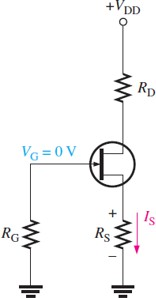 +V_DD
R_D
V_G = 0 V
+
I_S
R_G
R_S
–